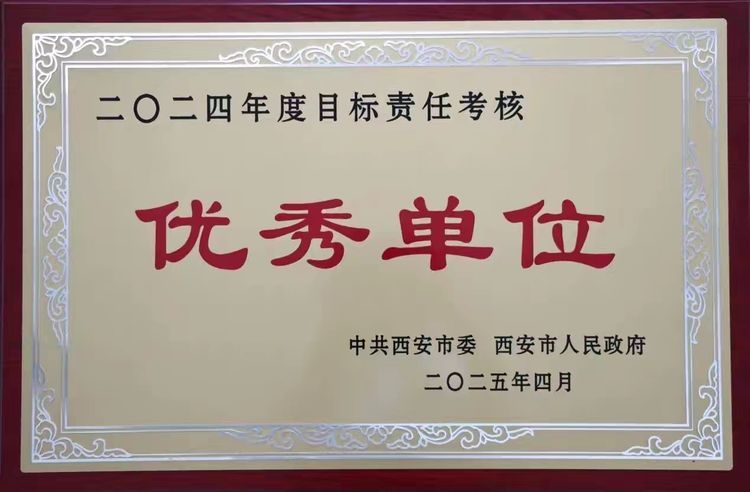 二〇二四年度目标责任考核
优秀单位
中共西安市委 西安市人民政府
二〇二五年四月